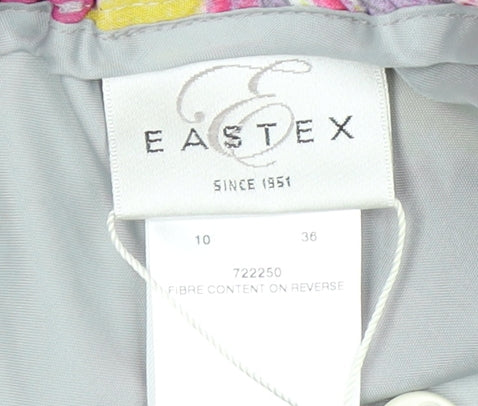 E
EASTEX
SINCE 1951
10 36
722250
FIBRE CONTENT ON REVERSE